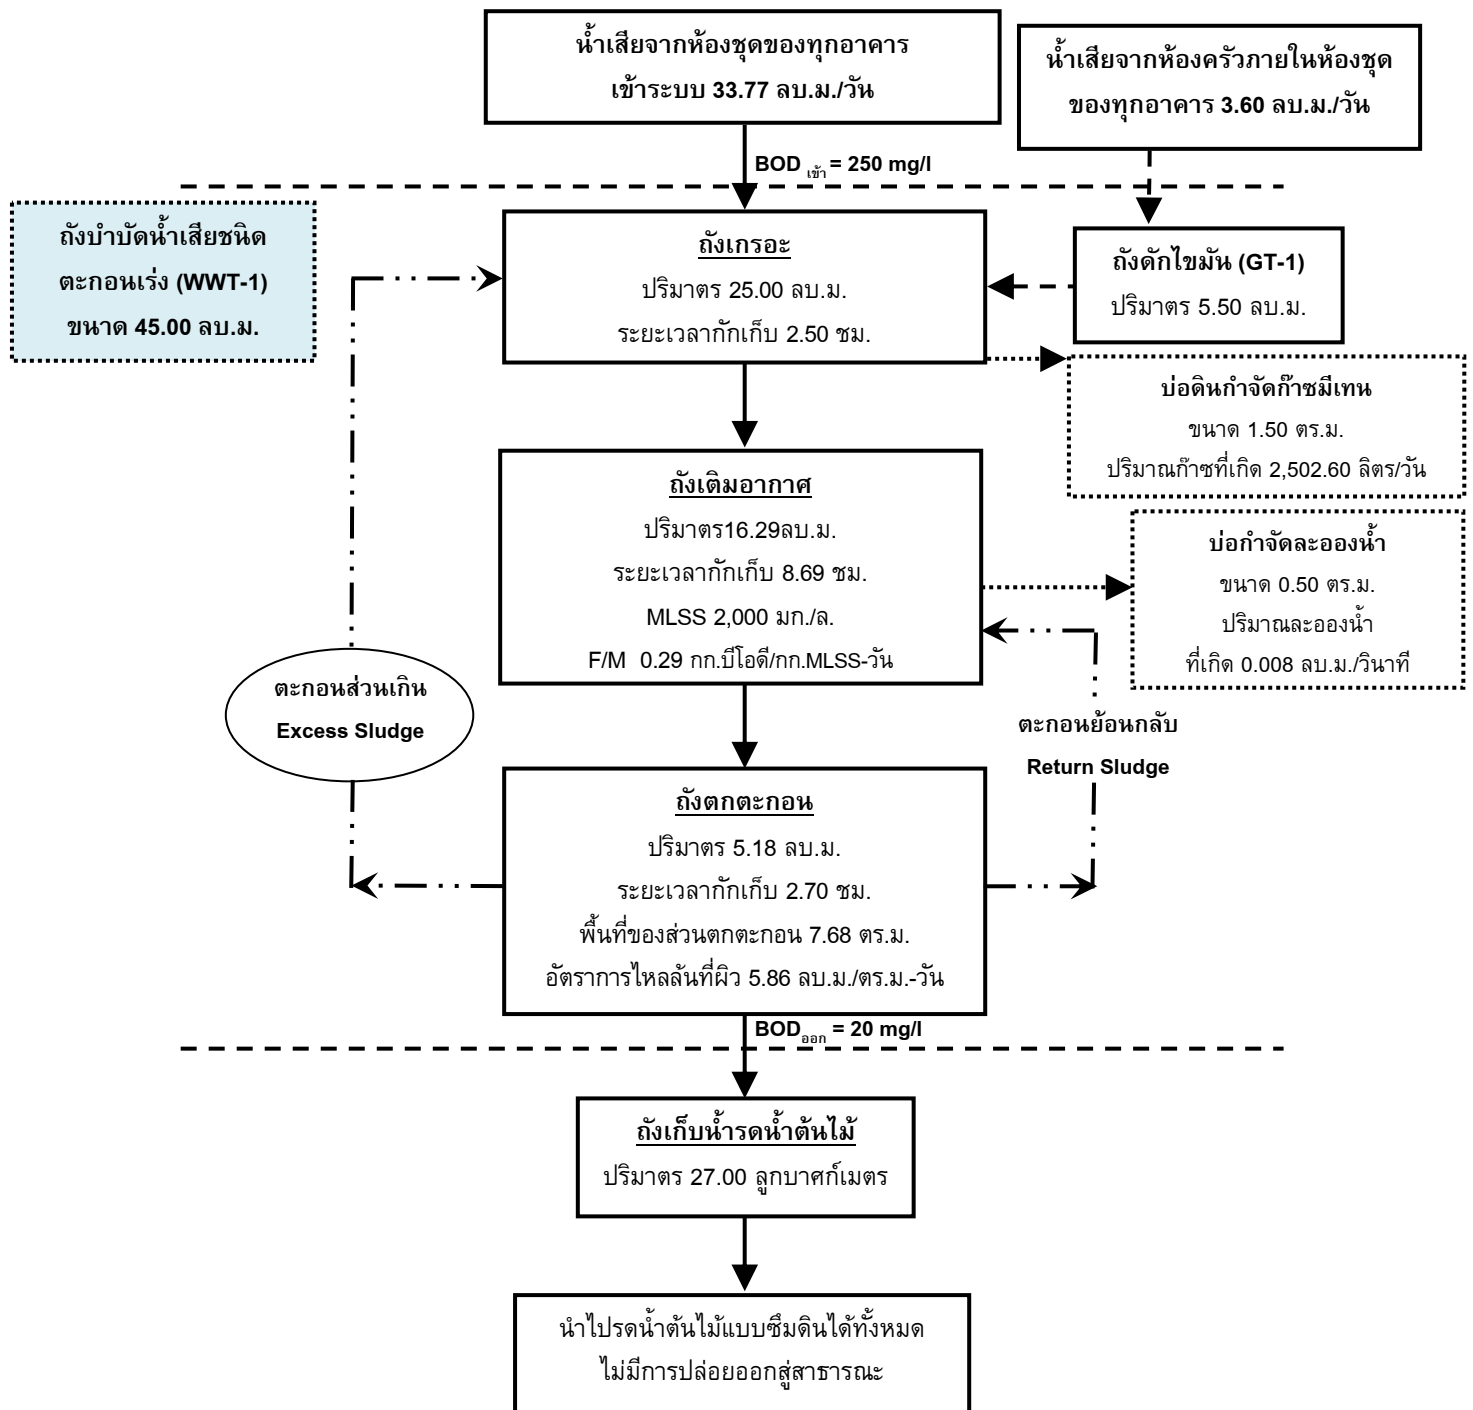 น้ำเสียจากห้องชุดของทุกอาคาร
เข้าระบบ 33.77 ลบ.ม./วัน
น้ำเสียจากห้องครัวภายในห้องชุด
ของทุกอาคาร 3.60 ลบ.ม./วัน
BOD เข้า = 250 mg/l
ถังบำบัดน้ำเสียชนิด
ตะกอนเร่ง (WWT-1)
ขนาด 45.00 ลบ.ม.
ถังเกรอะ
ปริมาตร 25.00 ลบ.ม.
ระยะเวลากักเก็บ 2.50 ชม.
ถังดักไขมัน (GT-1)
ปริมาตร 5.50 ลบ.ม.
บ่อดินกำจัดก๊าซมีเทน
ขนาด 1.50 ตร.ม.
ปริมาณก๊าซที่เกิด 2,502.60 ลิตร/วัน
ถังเติมอากาศ
ปริมาตร16.29ลบ.ม.
ระยะเวลากักเก็บ 8.69 ชม.
MLSS 2,000 มก./ล.
F/M 0.29 กก.บีโอดี/กก.MLSS-วัน
บ่อกำจัดละอองน้ำ
ขนาด 0.50 ตร.ม.
ปริมาณละอองน้ำ
ที่เกิด 0.008 ลบ.ม./วินาที
ตะกอนส่วนเกิน
Excess Sludge
ตะกอนย้อนกลับ
Return Sludge
ถังตกตะกอน
ปริมาตร 5.18 ลบ.ม.
ระยะเวลากักเก็บ 2.70 ชม.
พื้นที่ของส่วนตกตะกอน 7.68 ตร.ม.
อัตราการไหลล้นที่ผิว 5.86 ลบ.ม./ตร.ม.-วัน
BODออก = 20 mg/l
ถังเก็บน้ำรดน้ำต้นไม้
ปริมาตร 27.00 ลูกบาศก์เมตร
นำไปรดน้ำต้นไม้แบบซึมดินได้ทั้งหมด
ไม่มีการปล่อยออกสู่สาธารณะ